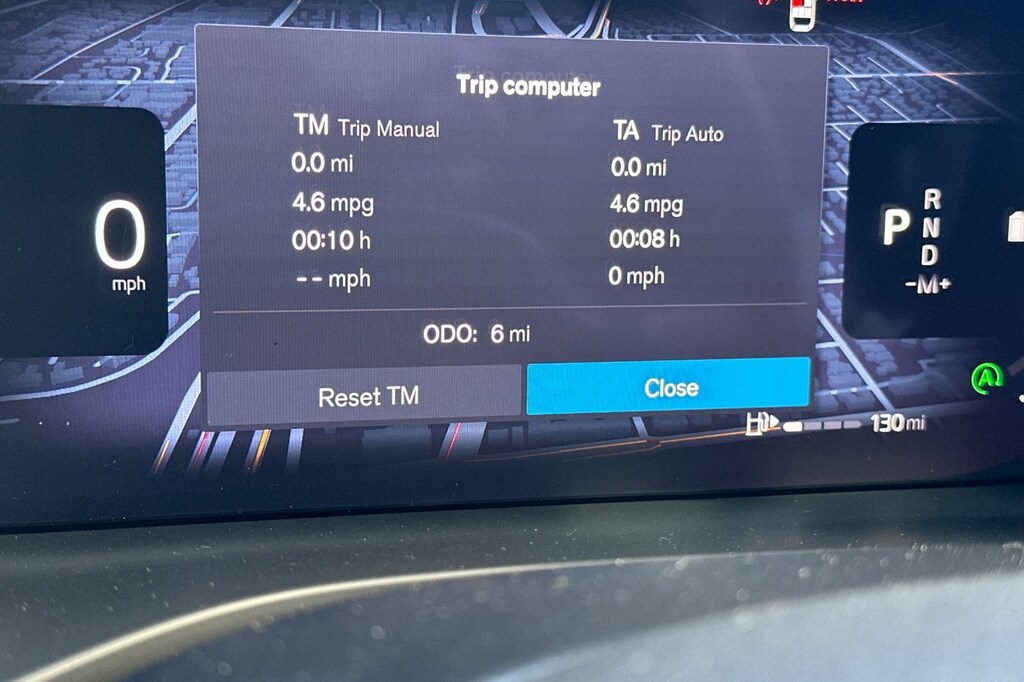 Trip computer
TM Trip Manual
0.0 mi
4.6 mpg
00:10 h
-- mph
TA Trip Auto
0.0 mi
4.6 mpg
00:08 h
0 mph
ODO: 6 mi
Reset TM
Close
0
mph
P
R
N
D
-M+
A
130 mi